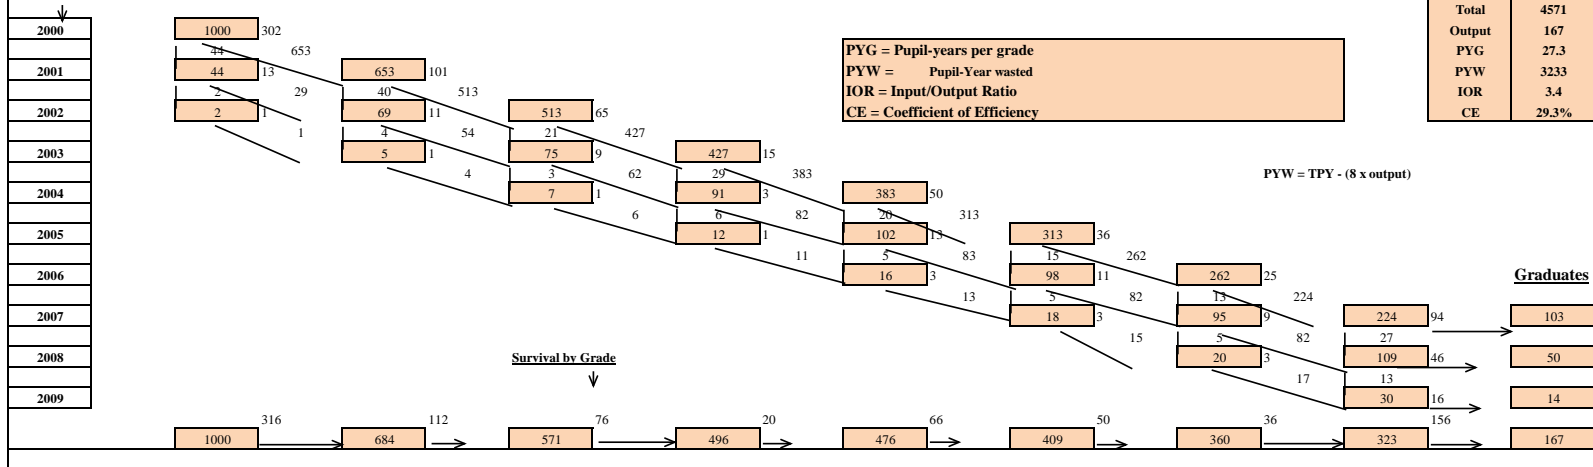 Total 4571
2000 1000 302 Output 167
44 653 PYG = Pupil-years per grade PYG 27.3
2001 44 13 653 101 PYW = Pupil-Year wasted PYW 3233
2 29 40 513 IOR = Input/Output Ratio IOR 3.4
2002 2 1 69 11 513 65 CE = Coefficient of Efficiency CE 29.3%
1 4 54 21 427
2003 5 1 75 9 427 15
4 3 62 29 383 PYW = TPY - (8 x output)
2004 7 1 91 3 383 50
6 6 82 20 313
2005 12 1 102 13 313 36
11 5 83 15 262
2006 16 3 98 11 262 25 Graduates
13 5 82 13 224
2007 18 3 95 9 224 94 103
15 5 82 27
2008 Survival by Grade 20 3 109 46 50
17 13
2009 30 16 14
316 112 76 20 66 50 36 156
1000 684 571 496 476 409 360 323 167